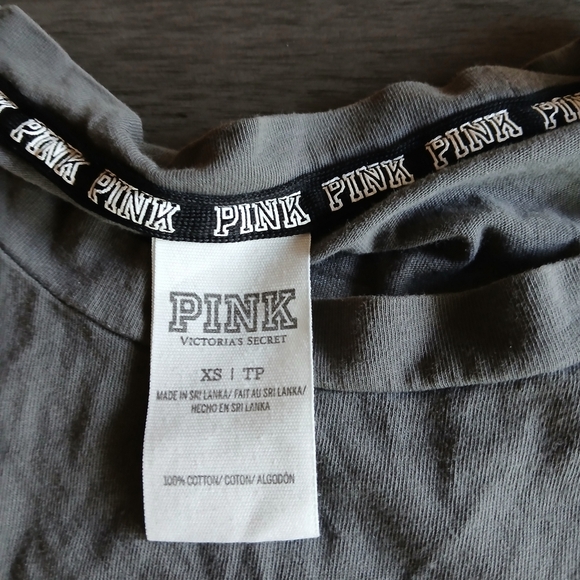 PINK PINK PINK PINK PINK PINK
PINK
VICTORIA'S SECRET
XS | TP
MADE IN SRI LANKA/ FAIT AU SRI LANKA/
HECHO EN SRI LANKA
100% COTTON/ COTON/ ALGODÓN